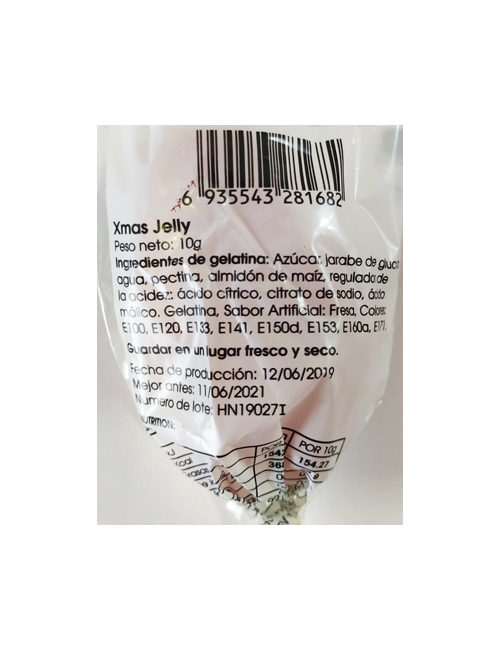 6 935543 281682
Xmas Jelly
Peso neto: 10g
Ingredientes de gelatina: Azúcar, jarabe de gluco
agua, pectina, almidón de maíz, regulador de
la acidez: ácido cítrico, citrato de sodio, ácido
málico. Gelatina, Sabor Artificial: Fresa, Colores:
E100, E120, E133, E141, E150d, E153, E160a, E171.
Guardar en un lugar fresco y seco.
Fecha de producción: 12/06/2019
Mejor antes: 11/06/2021
Numero de lote: HN19027I
NUTRITION:
POR 10g
154.27